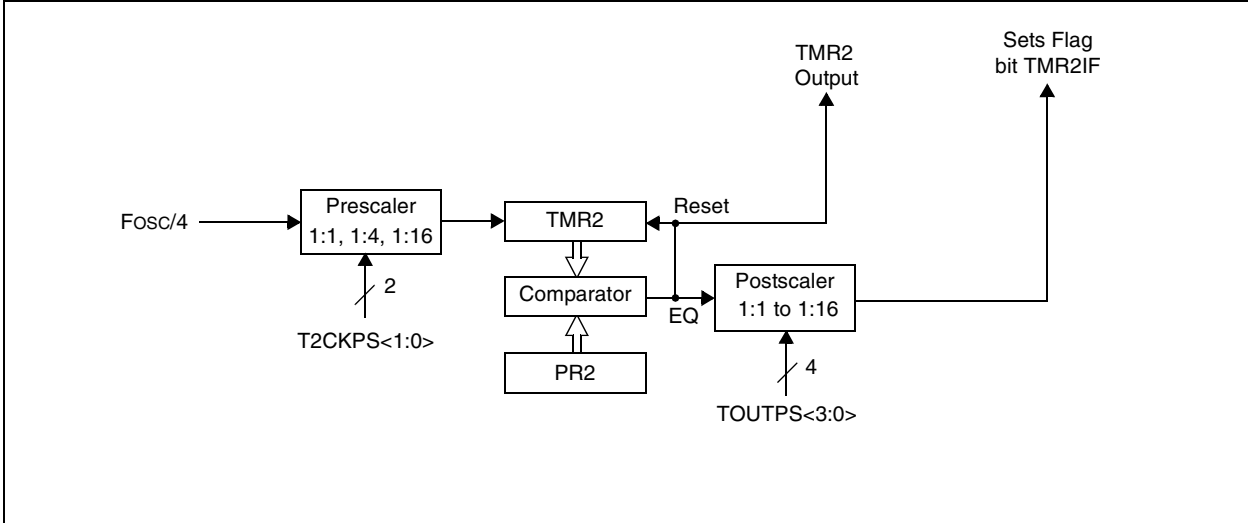 TMR2
Output
Sets Flag
bit TMR2IF
FOSC/4
Prescaler
1:1, 1:4, 1:16
2
T2CKPS<1:0>
TMR2
Reset
Comparator
EQ
PR2
Postscaler
1:1 to 1:16
4
TOUTPS<3:0>